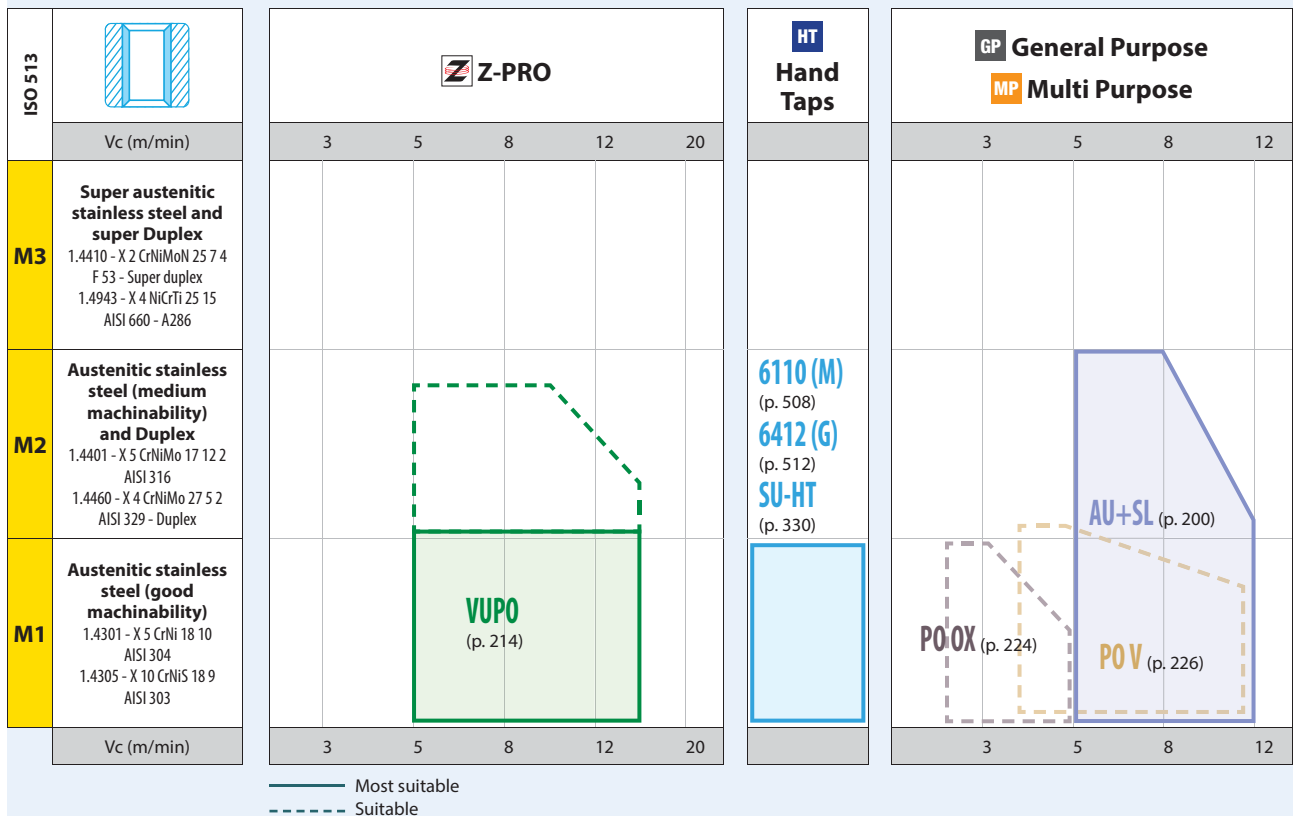 ISO 513
Z-PRO
HT
Hand
Taps
GP General Purpose
MP Multi Purpose
Vc (m/min)
3 5 8 12 20
3 5 8 12
M3
Super austenitic
stainless steel and
super Duplex
1.4410 - X 2 CrNiMoN 25 7 4
F 53 - Super duplex
1.4943 - X 4 NiCrTi 25 15
AISI 660 - A286
M2
Austenitic stainless
steel (medium
machinability)
and Duplex
1.4401 - X 5 CrNiMo 17 12 2
AISI 316
1.4460 - X 4 CrNiMo 27 5 2
AISI 329 - Duplex
6110 (M)
(p. 508)
6412 (G)
(p. 512)
SU-HT
(p. 330)
AU+SL (p. 200)
M1
Austenitic stainless
steel (good
machinability)
1.4301 - X 5 CrNi 18 10
AISI 304
1.4305 - X 10 CrNiS 18 9
AISI 303
VUPO
(p. 214)
PO OX (p. 224)
PO V (p. 226)
Vc (m/min)
3 5 8 12 20
3 5 8 12
Most suitable
Suitable